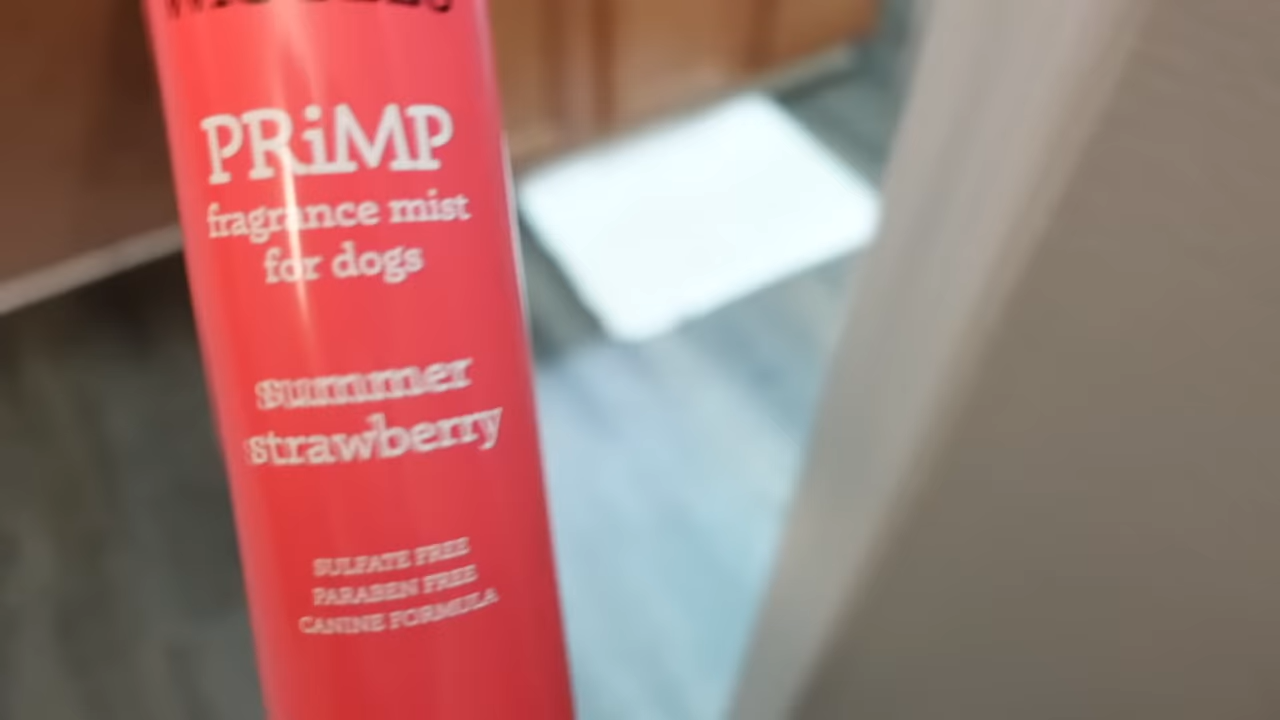 PRiMP
fragrance mist
for dogs
summer
strawberry
SULFATE FREE
PARABEN FREE
CANINE FORMULA